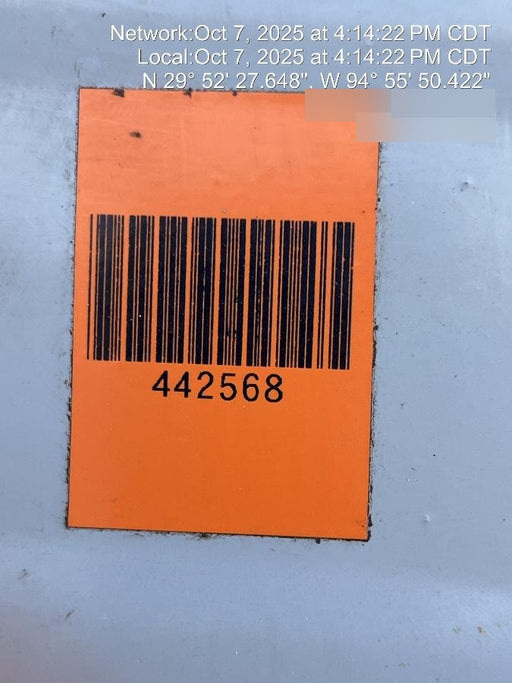 Network:Oct 7, 2025 at 4:14:22 PM CDT
Local:Oct 7, 2025 at 4:14:22 PM CDT
N 29° 52' 27.648", W 94° 55' 50.422"
442568